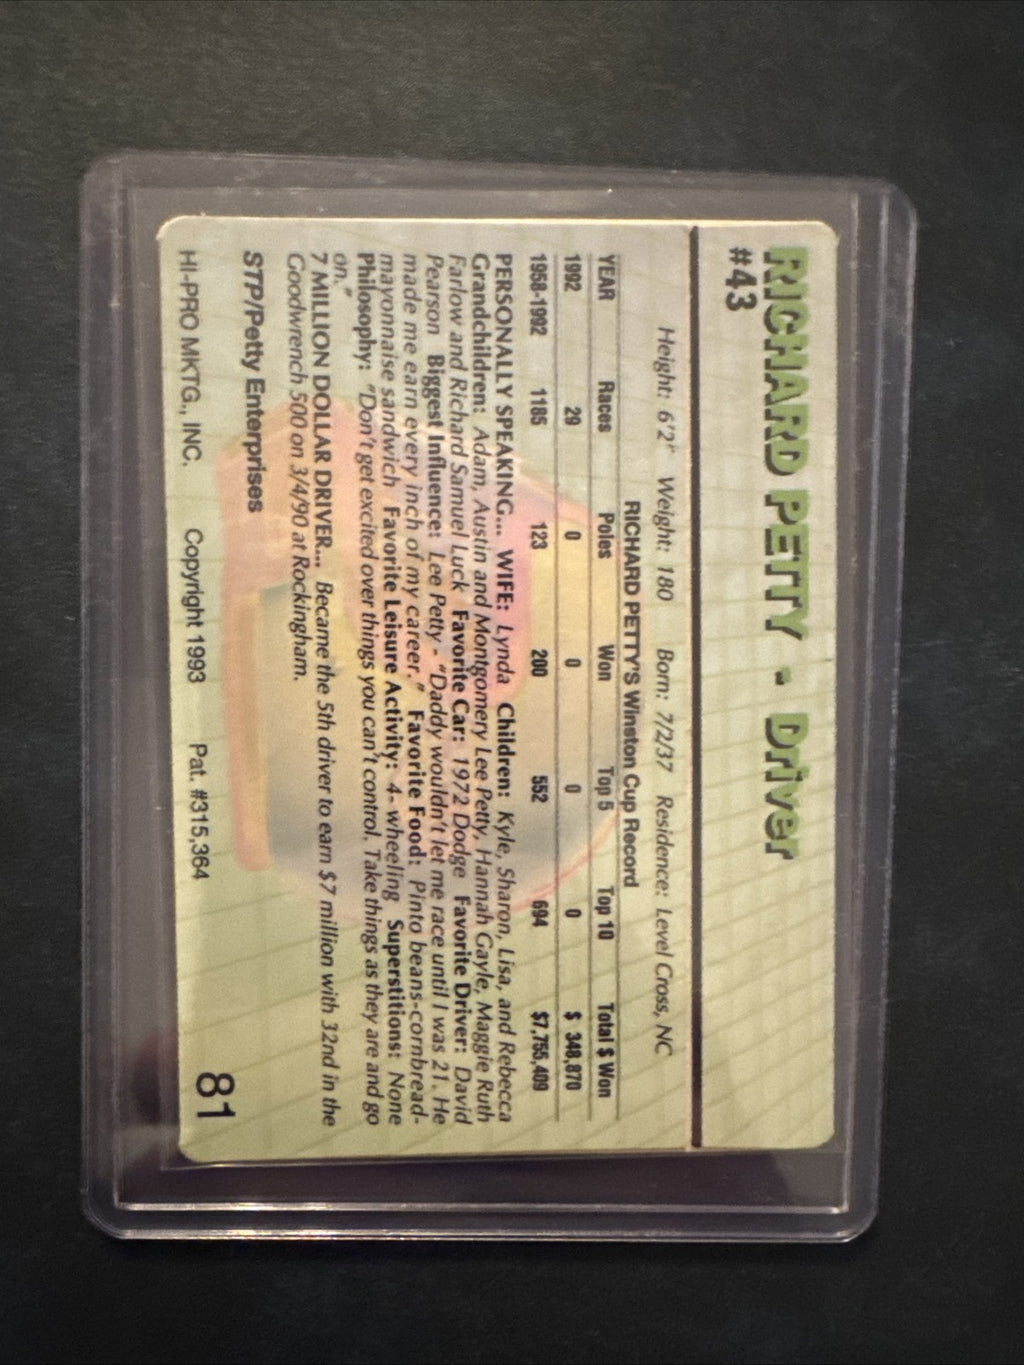 RICHARD PETTY - Driver
#43
Height: 6'2" Weight: 180 Born: 7/2/37 Residence: Level Cross, NC
RICHARD PETTY'S Winston Cup Record
YEAR Races Poles Won Top 5 Top 10 Total $ Won
1992 29 0 0 0 0 $ 348,870
1958-1992 1185 123 200 552 694 $7,755,409
PERSONALLY SPEAKING... WIFE: Lynda Children: Kyle, Sharon, Lisa, and Rebecca
Grandchildren: Adam, Austin and Montgomery Lee Petty, Hannah Gayle, Maggie Ruth
Farlow and Richard Samuel Luck Favorite Car: 1972 Dodge Favorite Driver: David
Pearson Biggest Influence: Lee Petty - "Daddy wouldn't let me race until I was 21. He
made me earn every inch of my career." Favorite Food: Pinto beans-cornbread-
mayonnaise sandwich Favorite Leisure Activity: 4- wheeling Superstitions: None
Philosophy: "Don't get excited over things you can't control. Take things as they are and go
on."
7 MILLION DOLLAR DRIVER... Became the 5th driver to earn $7 million with 32nd in the
Goodwrench 500 on 3/4/90 at Rockingham.
STP/Petty Enterprises
HI-PRO MKTG., INC. Copyright 1993 Pat. #315,364 81